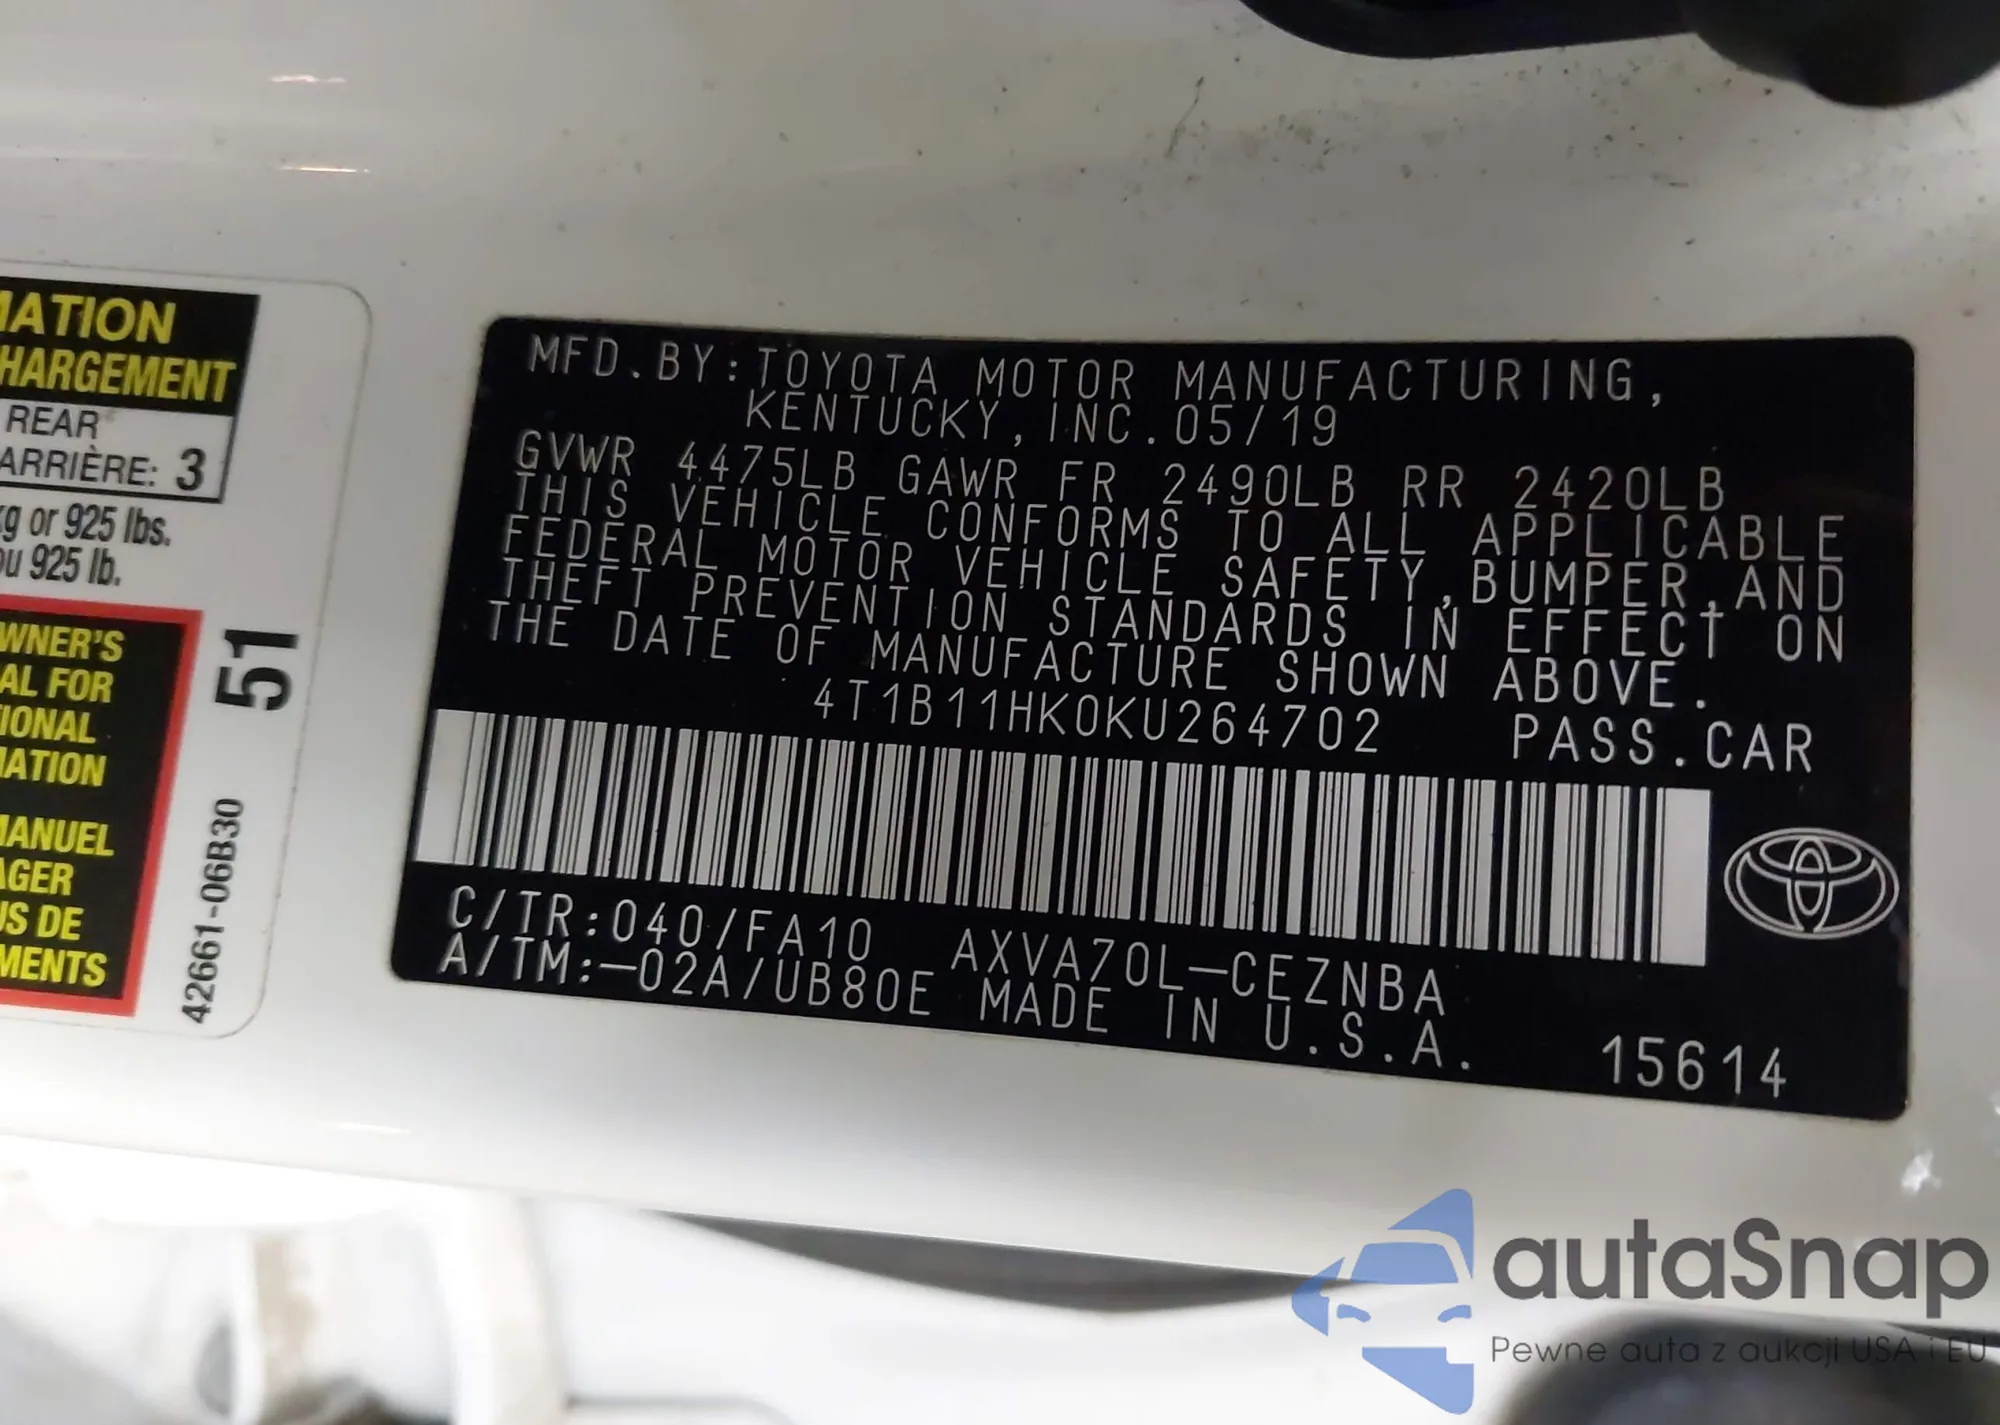 MATION
HARGEMENT
REAR
ARRIÈRE: 3
kg or 925 lbs.
ou 925 lb.
WNER'S
AL FOR
TIONAL
MATION
MANUEL
AGER
US DE
MENTS
51
42661-06B30
MFD.BY:TOYOTA MOTOR MANUFACTURING,
KENTUCKY,INC.05/19
GVWR 4475LB GAWR FR 2490LB RR 2420LB
THIS VEHICLE CONFORMS TO ALL APPLICABLE
FEDERAL MOTOR VEHICLE SAFETY,BUMPER,AND
THEFT PREVENTION STANDARDS IN EFFECT ON
THE DATE OF MANUFACTURE SHOWN ABOVE.
4T1B11HK0KU264702 PASS.CAR
C/TR:040/FA10 AXVA70L-CEZNBA
A/TM:-02A/UB80E MADE IN U.S.A.
15614
autaSnap
Pewne auta z aukcji USA i EU